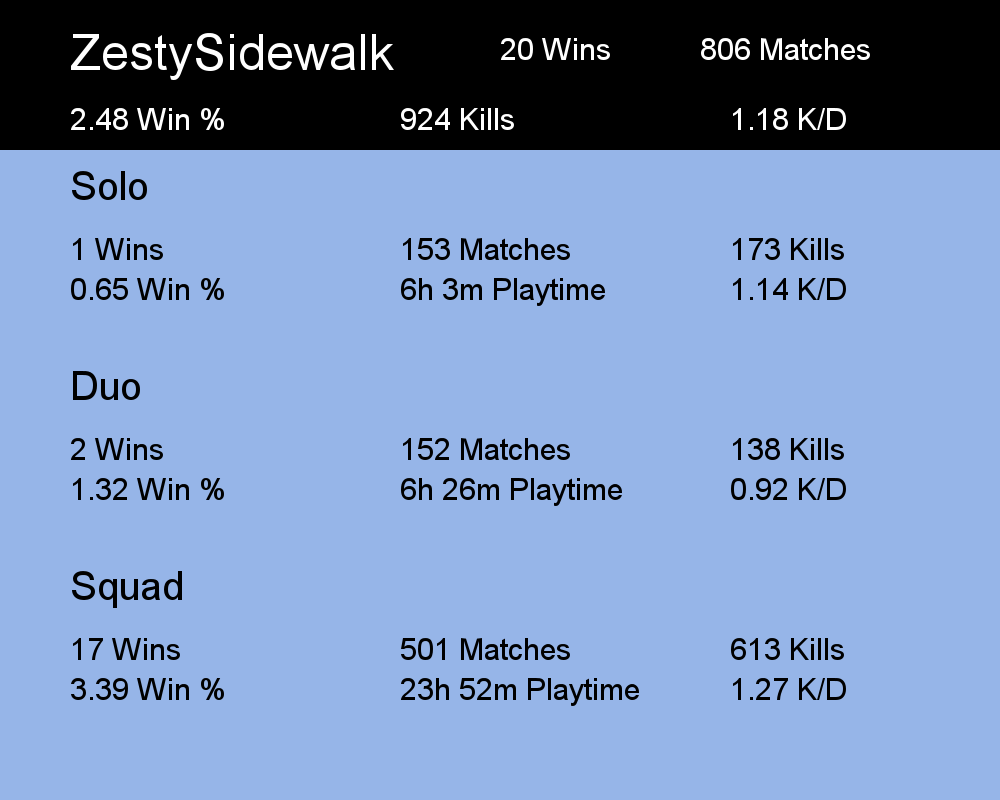 ZestySidewalk 20 Wins 806 Matches
2.48 Win % 924 Kills 1.18 K/D
Solo
1 Wins 153 Matches 173 Kills
0.65 Win % 6h 3m Playtime 1.14 K/D
Duo
2 Wins 152 Matches 138 Kills
1.32 Win % 6h 26m Playtime 0.92 K/D
Squad
17 Wins 501 Matches 613 Kills
3.39 Win % 23h 52m Playtime 1.27 K/D